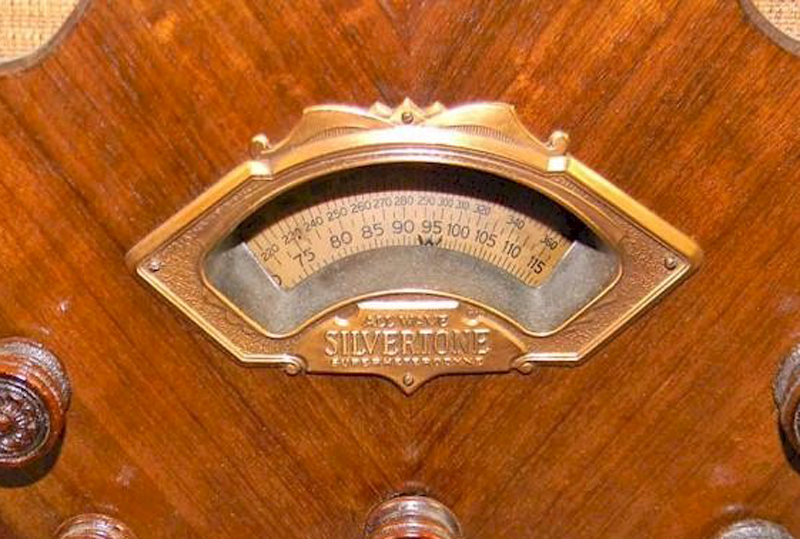 220 230 240 250 260 270 280 290 300 310 320 340 360
75 80 85 90 95 100 105 110 115
ALL WAVE
SILVERTONE
SUPERHETERODYNE